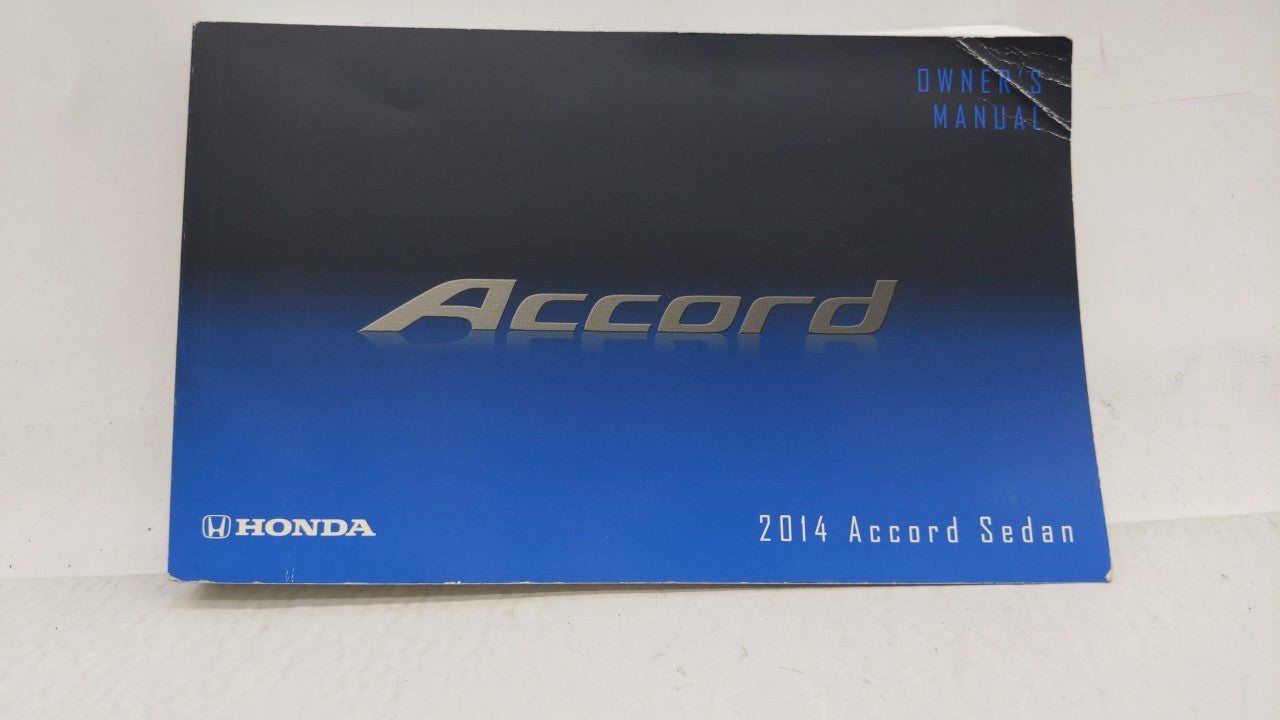 OWNER'S
MANUAL
Accord
HONDA
2014 Accord Sedan